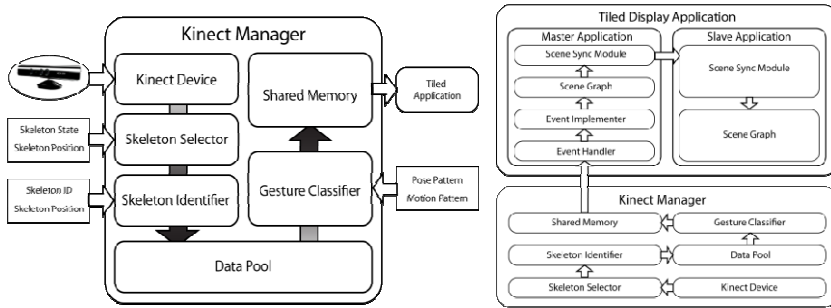 Kinect Manager
Kinect Device
Skeleton State
Skeleton Position
Skeleton Selector
Skeleton ID
Skeleton Position
Skeleton Identifier
Shared Memory
Tiled
Application
Gesture Classifier
Pose Pattern
Motion Pattern
Data Pool
Tiled Display Application
Master Application
Scene Sync Module
Scene Graph
Event Implementer
Event Handler
Slave Application
Scene Sync Module
Scene Graph
Kinect Manager
Shared Memory
Gesture Classifier
Skeleton Identifier
Data Pool
Skeleton Selector
Kinect Device